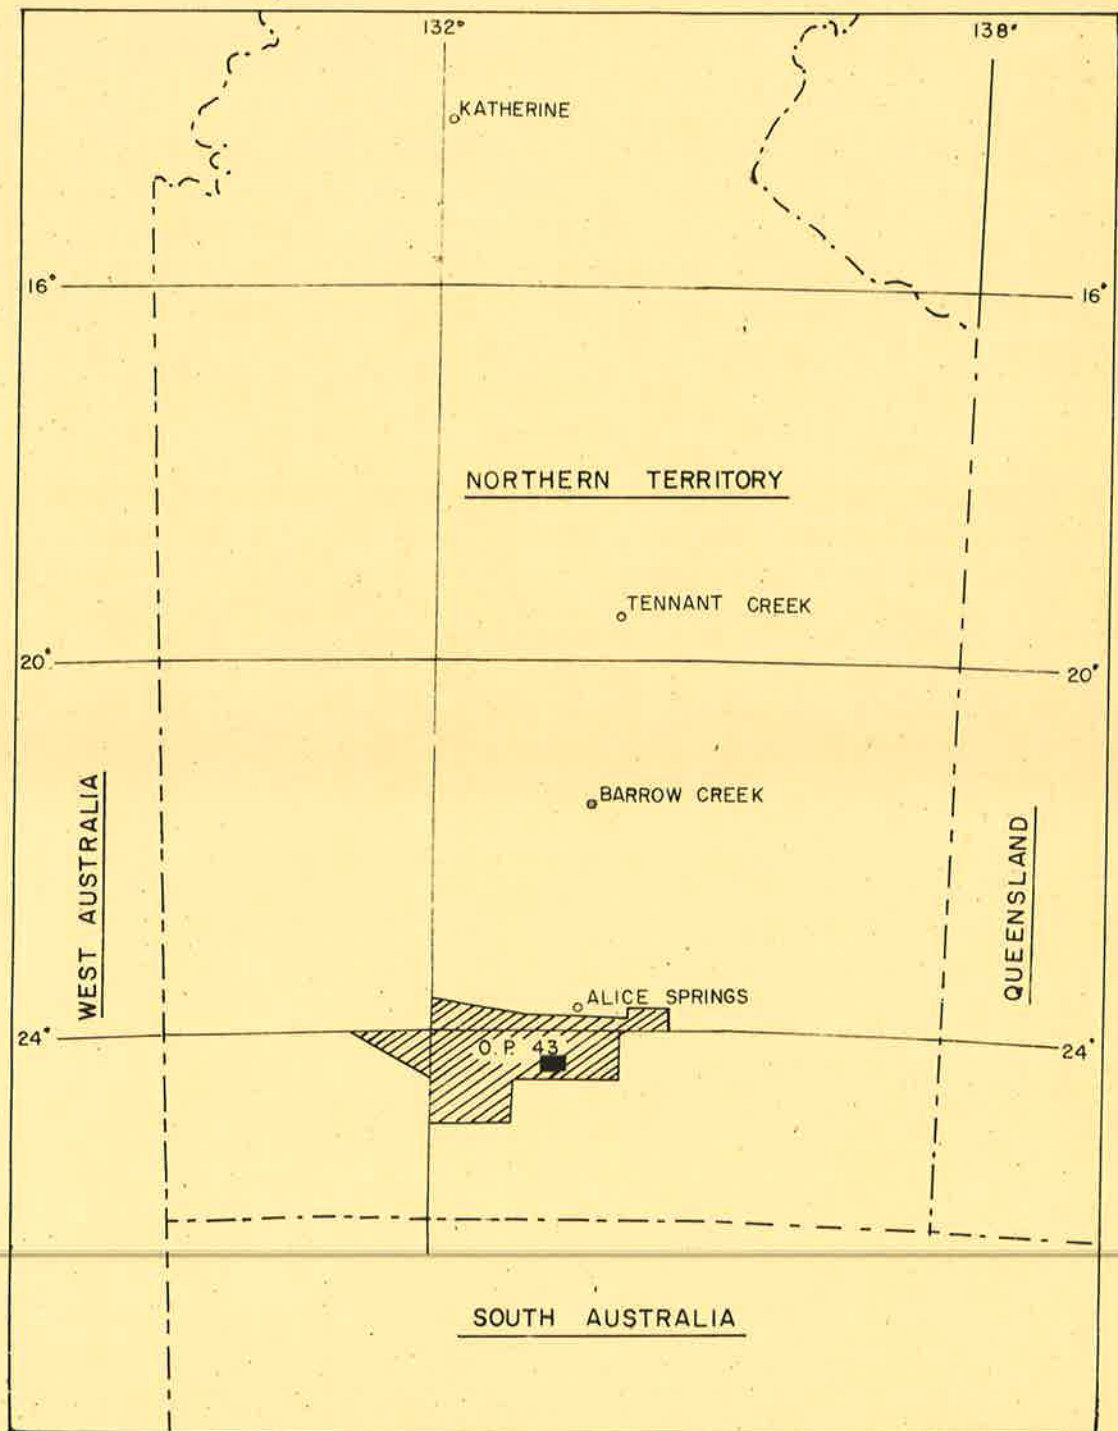 132°
138°
KATHERINE
16°
16°
NORTHERN TERRITORY
TENNANT CREEK
20°
20°
BARROW CREEK
WEST AUSTRALIA
QUEENSLAND
ALICE SPRINGS
24°
O. P. 43
24°
SOUTH AUSTRALIA